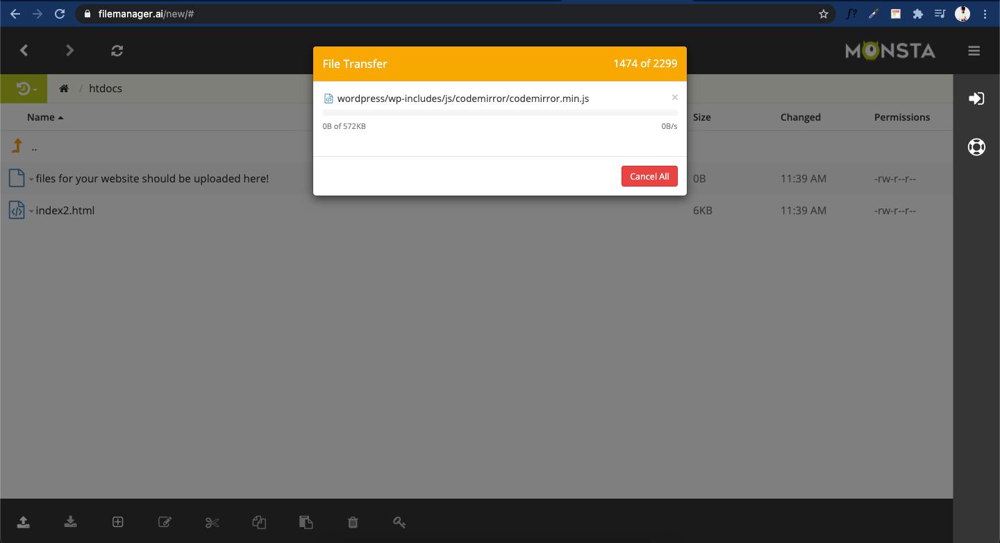 filemanager.ai/new/#
f?
MONSTA
File Transfer 1474 of 2299
wordpress/wp-includes/js/codemirror/codemirror.min.js ×
0B of 572KB 0B/s
Cancel All
/ htdocs
Name Size Changed Permissions
..
files for your website should be uploaded here! 0B 11:39 AM -rw-r--r--
index2.html 6KB 11:39 AM -rw-r--r--